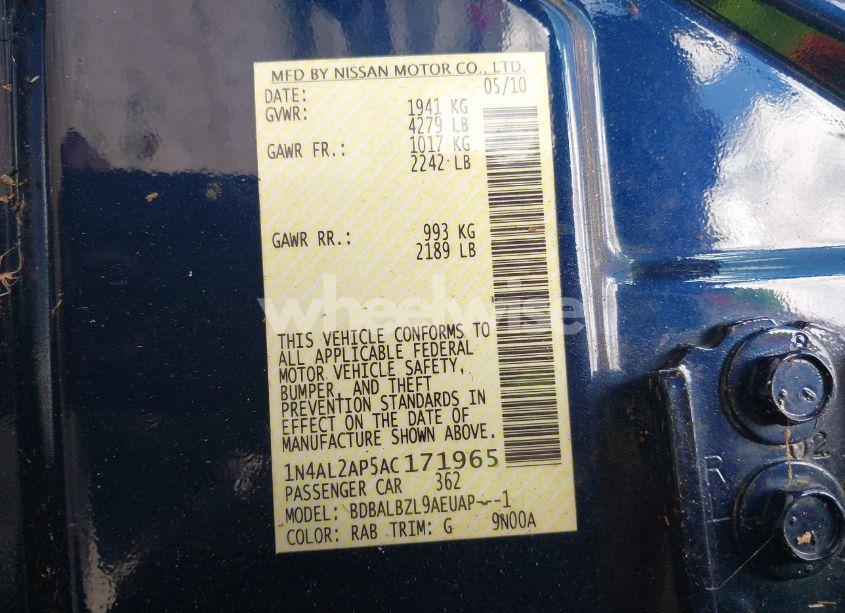 MFD BY NISSAN MOTOR CO., LTD.
DATE: 05/10
GVWR: 1941 KG
4279 LB
GAWR FR.: 1017 KG
2242 LB
GAWR RR.: 993 KG
2189 LB
wheelwise
THIS VEHICLE CONFORMS TO
ALL APPLICABLE FEDERAL
MOTOR VEHICLE SAFETY,
BUMPER, AND THEFT
PREVENTION STANDARDS IN
EFFECT ON THE DATE OF
MANUFACTURE SHOWN ABOVE.
1N4AL2AP5AC171965
PASSENGER CAR 362
MODEL: BDBALBZL9AEUAP---1
COLOR: RAB TRIM: G 9N00A
R